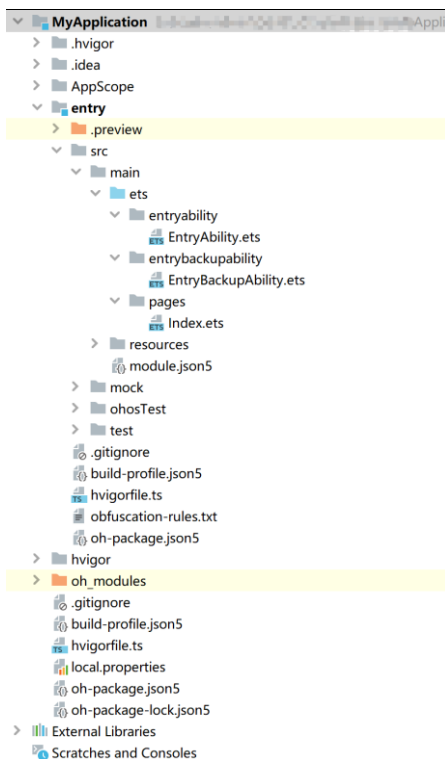 MyApplication
.hvigor
.idea
AppScope
entry
.preview
src
main
ets
entryability
EntryAbility.ets
entrybackupability
EntryBackupAbility.ets
pages
Index.ets
resources
module.json5
mock
ohosTest
test
.gitignore
build-profile.json5
hvigorfile.ts
obfuscation-rules.txt
oh-package.json5
hvigor
oh_modules
.gitignore
build-profile.json5
hvigorfile.ts
local.properties
oh-package.json5
oh-package-lock.json5
External Libraries
Scratches and Consoles